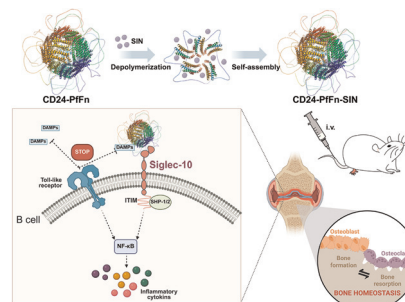 SIN
Depolymerization
Self-assembly
CD24-PfFn
CD24-PfFn-SIN
DAMPs
DAMPs
STOP
DAMPs
Siglec-10
Toll-like
receptor
B cell
ITIM
SHP-1/2
NF-κB
Inflammatory
cytokins
i.v.
Osteoblast
Osteoclast
Bone
formation
Bone
resorption
BONE HOMEOSTASIS